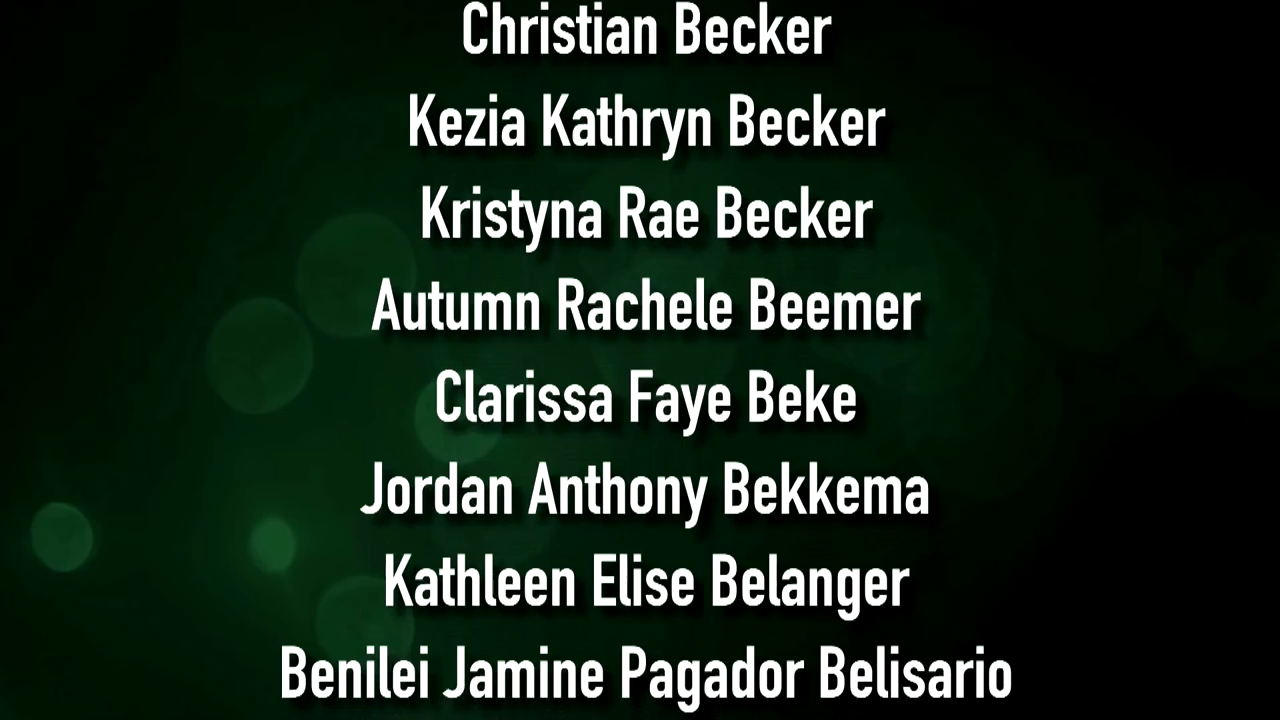 Christian Becker
Kezia Kathryn Becker
Kristyna Rae Becker
Autumn Rachele Beemer
Clarissa Faye Beke
Jordan Anthony Bekkema
Kathleen Elise Belanger
Benilei Jamine Pagador Belisario